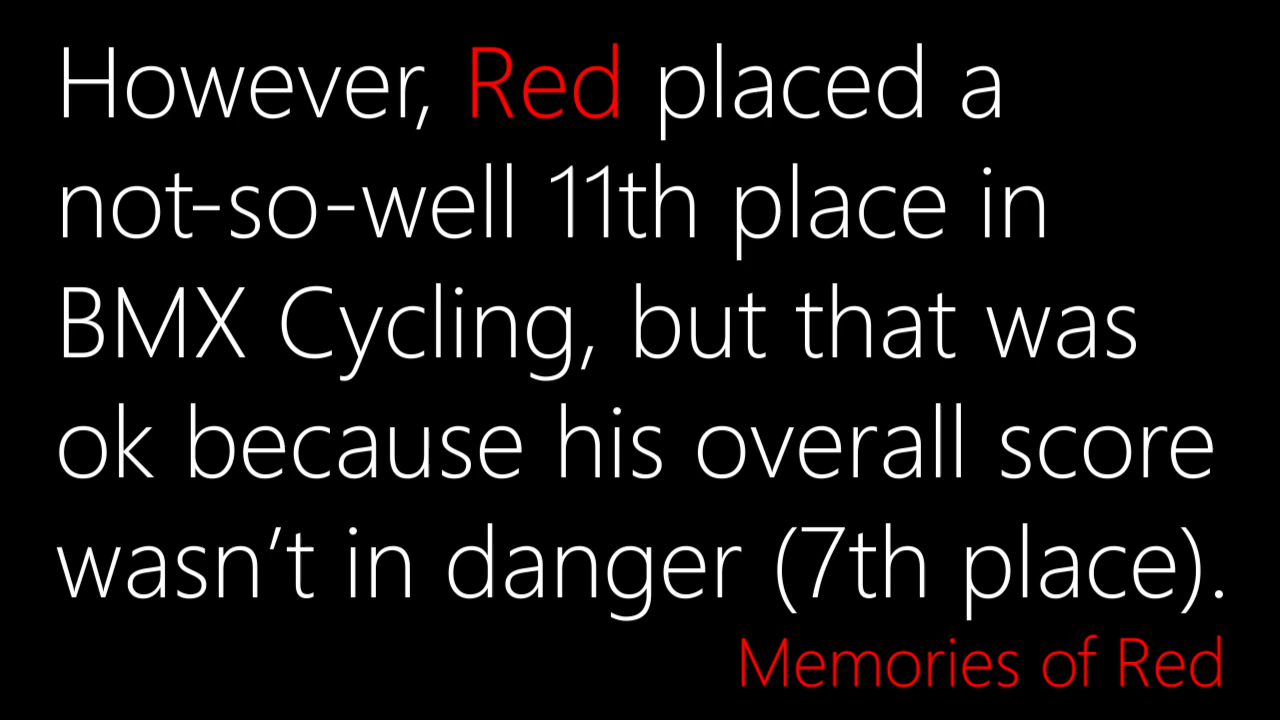 However, Red placed a
not-so-well 11th place in
BMX Cycling, but that was
ok because his overall score
wasn’t in danger (7th place).
Memories of Red